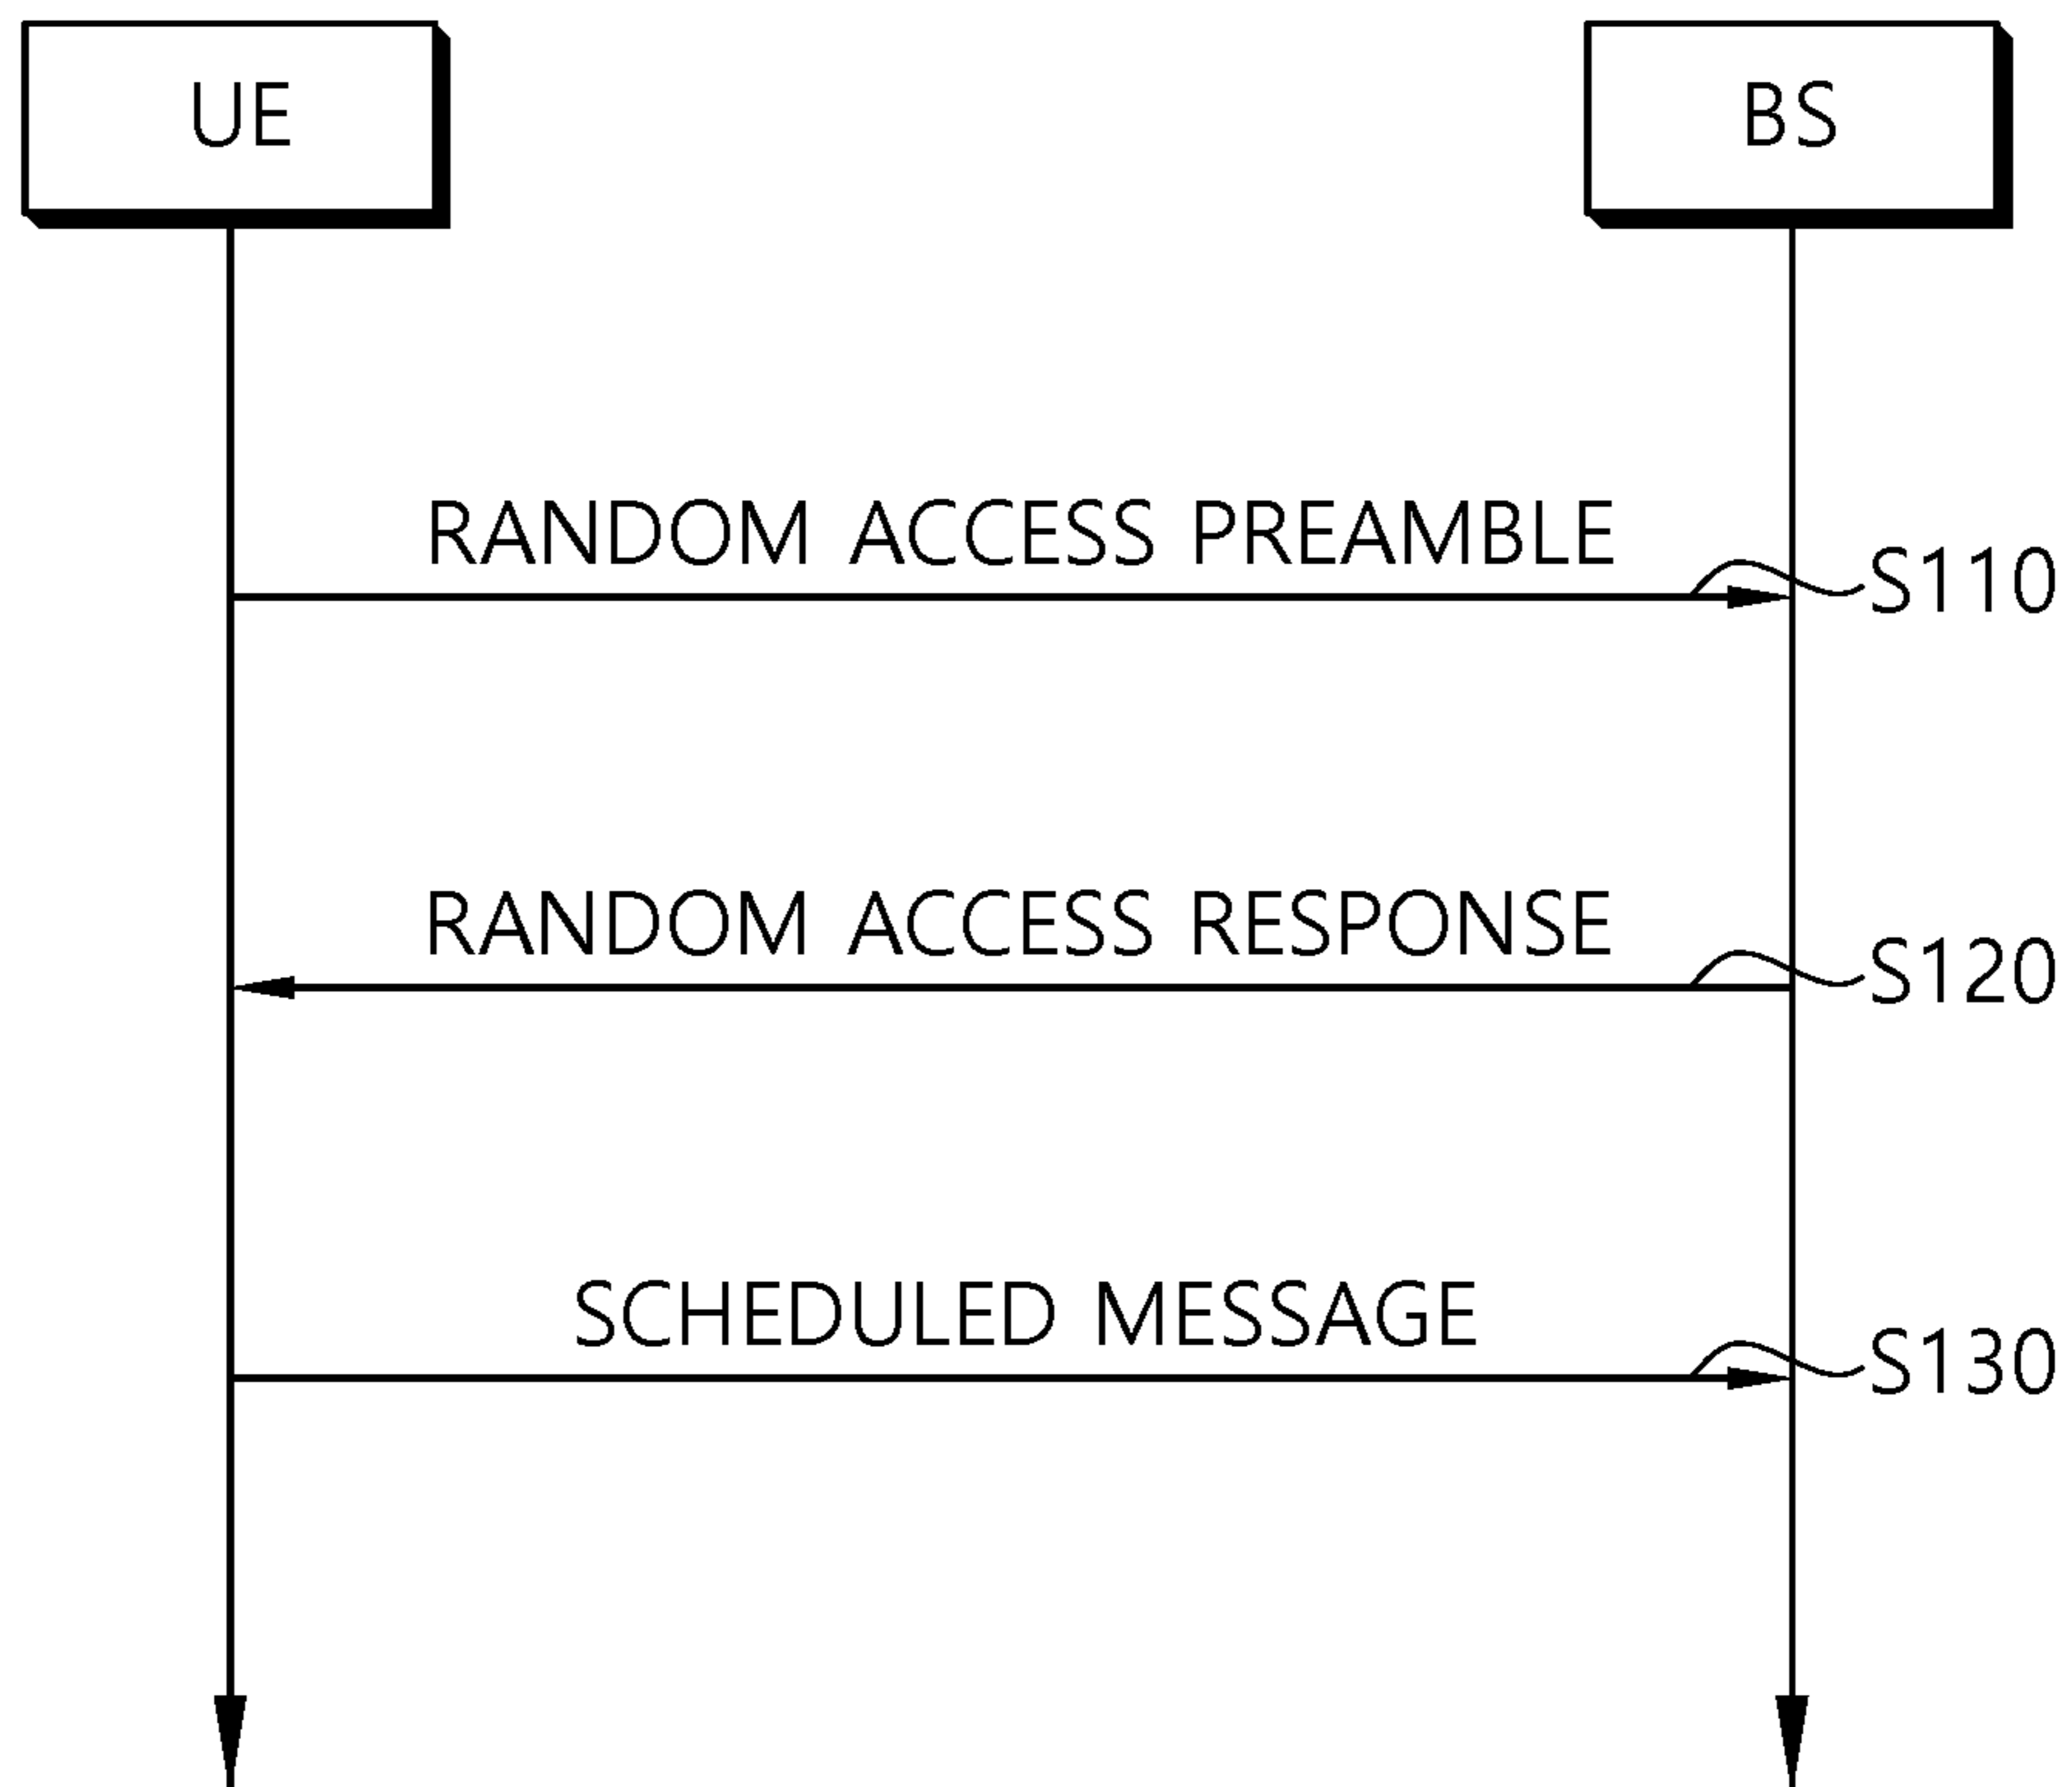 UE
BS
RANDOM ACCESS PREAMBLE
S110
RANDOM ACCESS RESPONSE
S120
SCHEDULED MESSAGE
S130